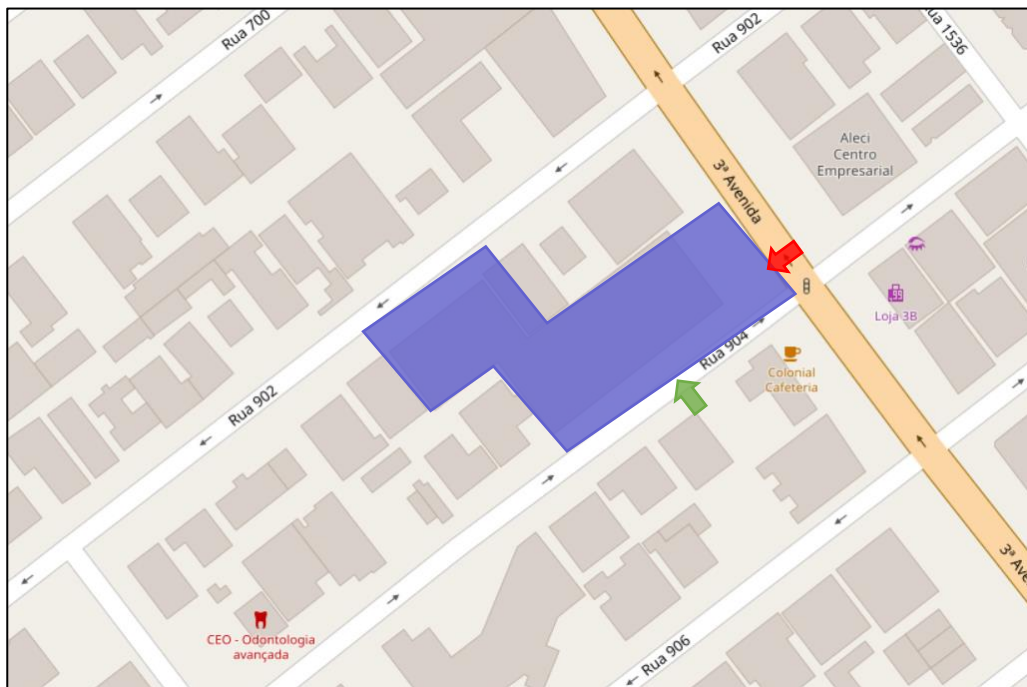 Rua 700
Rua 902
Rua 1536
Aleci
Centro
Empresarial
3ª Avenida
Loja 3B
Rua 904
Colonial
Cafeteria
Rua 902
3ª Ave
CEO - Odontologia
avançada
Rua 906